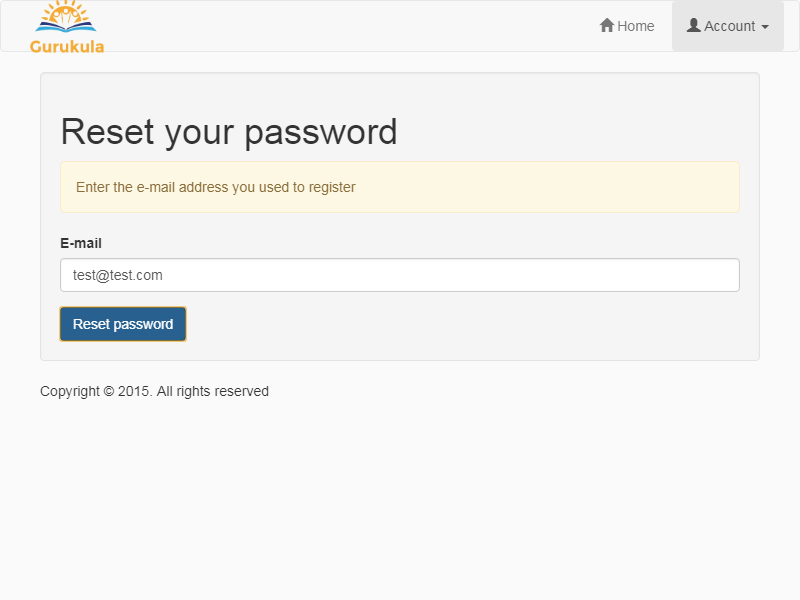 Gurukula
Home
Account
Reset your password
Enter the e-mail address you used to register
E-mail
test@test.com
Reset password
Copyright © 2015. All rights reserved